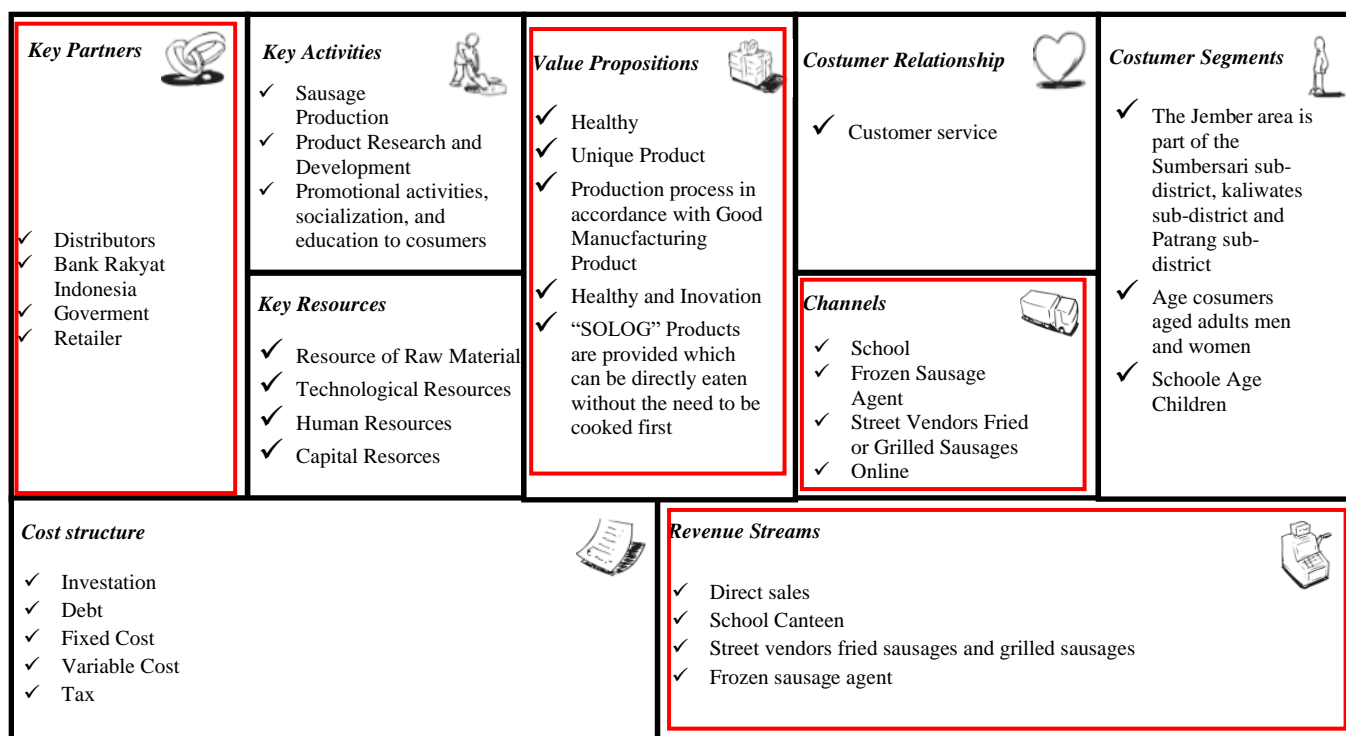 Key Partners
✓ Distributors
✓ Bank Rakyat
Indonesia
✓ Goverment
✓ Retailer
Key Activities
✓ Sausage
Production
✓ Product Research and
Development
✓ Promotional activities,
socialization, and
education to cosumers
Key Resources
✓ Resource of Raw Material
✓ Technological Resources
✓ Human Resources
✓ Capital Resorces
Value Propositions
✓ Healthy
✓ Unique Product
✓ Production process in
accordance with Good
Manucfacturing
Product
✓ Healthy and Inovation
✓ “SOLOG” Products
are provided which
can be directly eaten
without the need to be
cooked first
Costumer Relationship
✓ Customer service
Channels
✓ School
✓ Frozen Sausage
Agent
✓ Street Vendors Fried
or Grilled Sausages
✓ Online
Costumer Segments
✓ The Jember area is
part of the
Sumbersari sub-
district, kaliwates
sub-district and
Patrang sub-
district
✓ Age cosumers
aged adults men
and women
✓ Schoole Age
Children
Cost structure
✓ Investation
✓ Debt
✓ Fixed Cost
✓ Variable Cost
✓ Tax
Revenue Streams
✓ Direct sales
✓ School Canteen
✓ Street vendors fried sausages and grilled sausages
✓ Frozen sausage agent